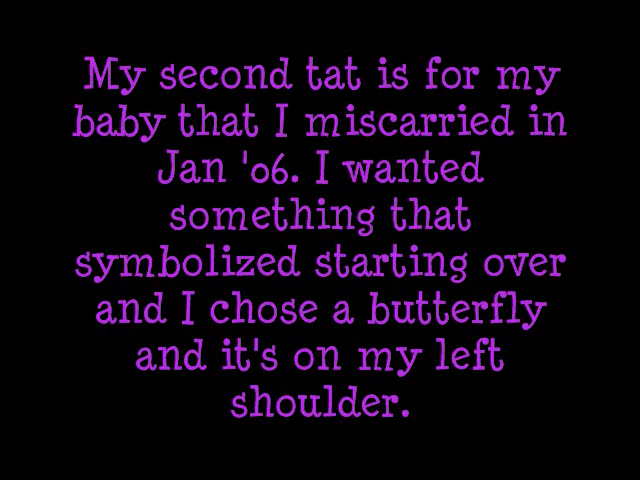 My second tat is for my
baby that I miscarried in
Jan '06. I wanted
something that
symbolized starting over
and I chose a butterfly
and it's on my left
shoulder.